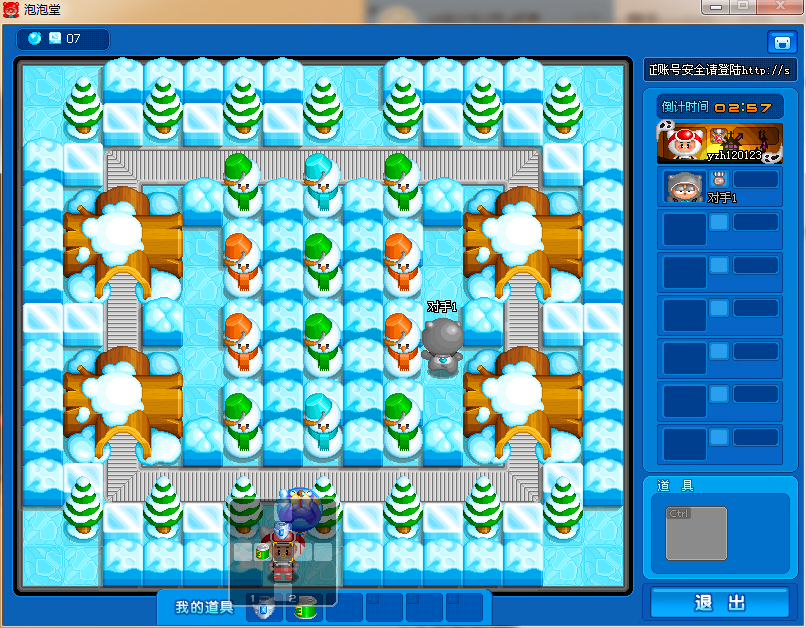 泡泡堂
07
正账号安全请登陆http://s
倒计时间 02:57
yzh120123
对手1
对手1
道 具
Ctrl
我的道具
1 2
退 出